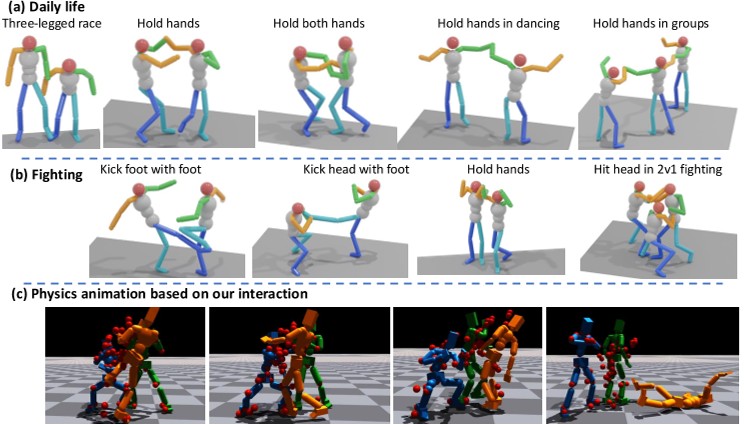 (a) Daily life
Three-legged race
Hold hands
Hold both hands
Hold hands in dancing
Hold hands in groups
(b) Fighting
Kick foot with foot
Kick head with foot
Hold hands
Hit head in 2v1 fighting
(c) Physics animation based on our interaction